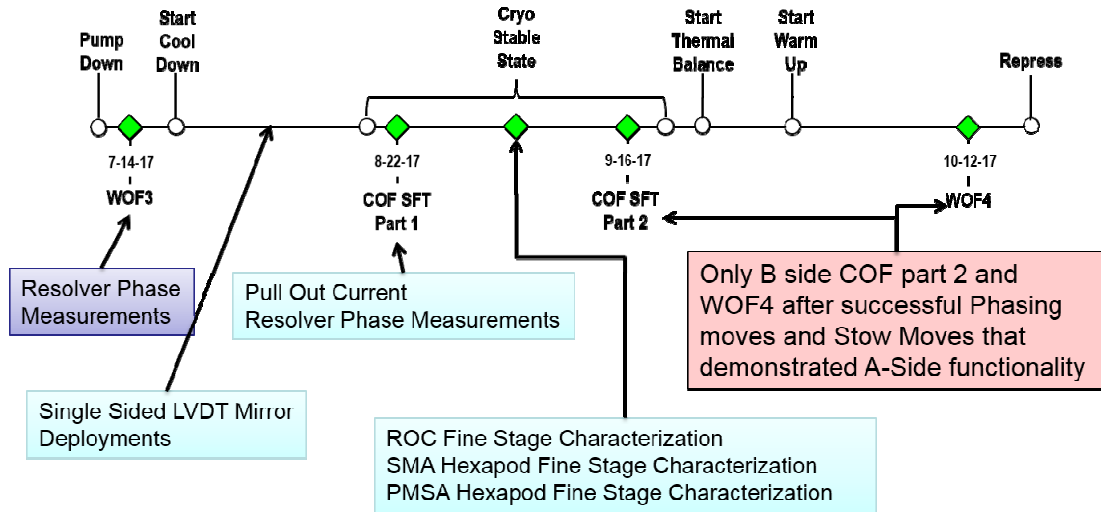 Pump
Down
Start
Cool
Down
Cryo
Stable
State
Start
Thermal
Balance
Start
Warm
Up
Repress
7-14-17
WOF3
8-22-17
COF SFT
Part 1
9-16-17
COF SFT
Part 2
10-12-17
WOF4
Resolver Phase
Measurements
Pull Out Current
Resolver Phase Measurements
Only B side COF part 2 and
WOF4 after successful Phasing
moves and Stow Moves that
demonstrated A-Side functionality
Single Sided LVDT Mirror
Deployments
ROC Fine Stage Characterization
SMA Hexapod Fine Stage Characterization
PMSA Hexapod Fine Stage Characterization